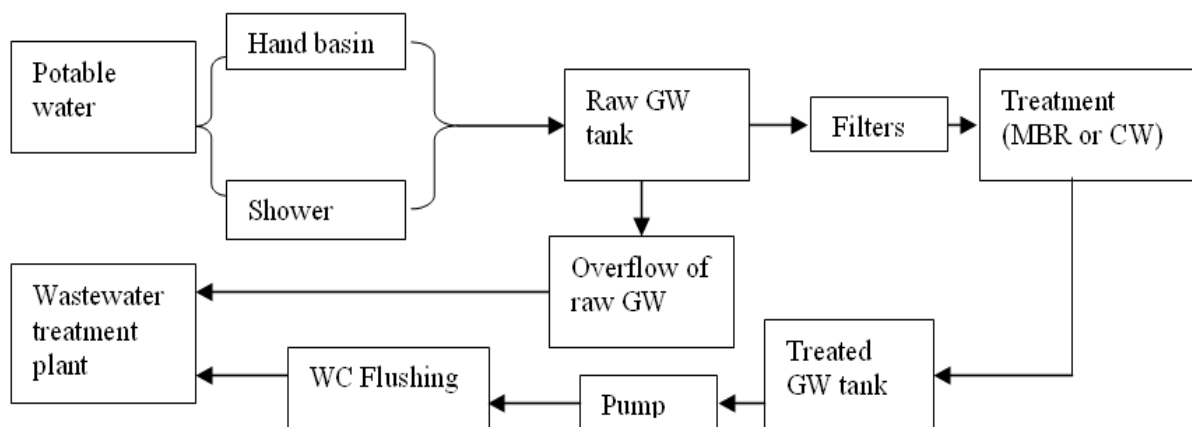 Potable
water
Hand basin
Shower
Raw GW
tank
Filters
Treatment
(MBR or CW)
Overflow of
raw GW
Wastewater
treatment
plant
WC Flushing
Pump
Treated
GW tank